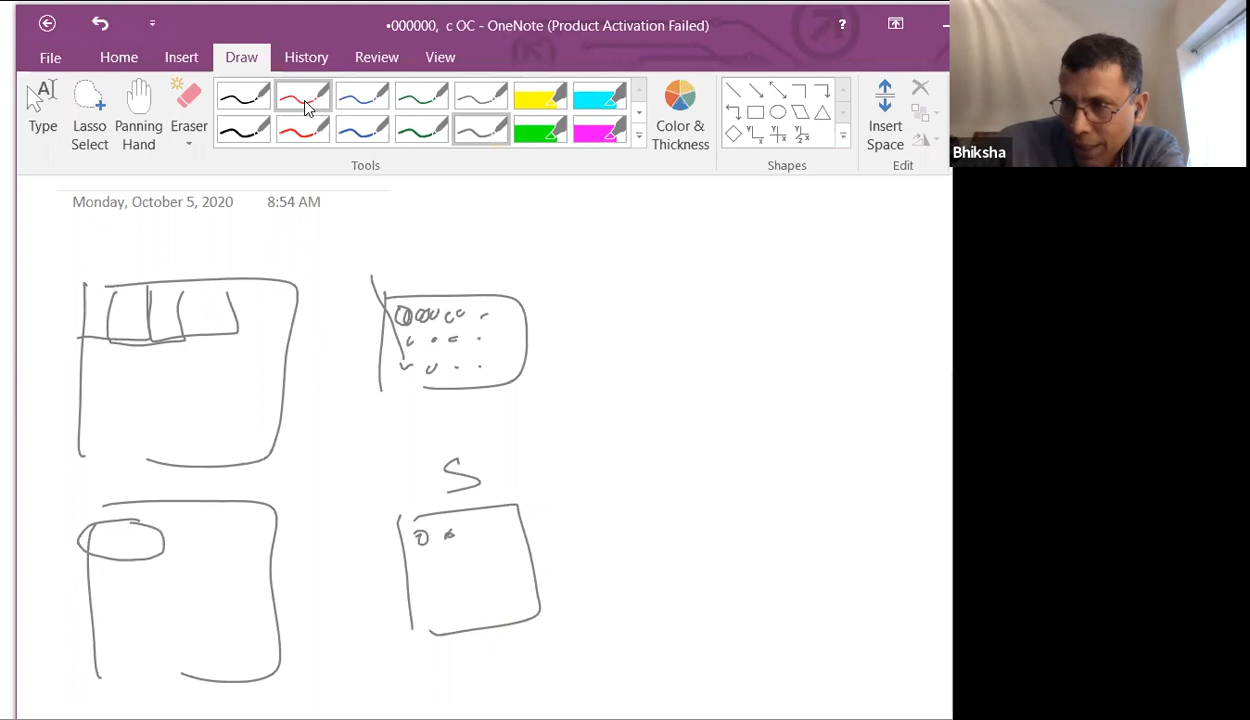 •000000, c OC - OneNote (Product Activation Failed)
?
File Home Insert Draw History Review View
Type
Lasso Select
Panning Hand
Eraser
Color & Thickness
Insert Space
Tools
Shapes
Edit
Bhiksha
Monday, October 5, 2020 8:54 AM
S